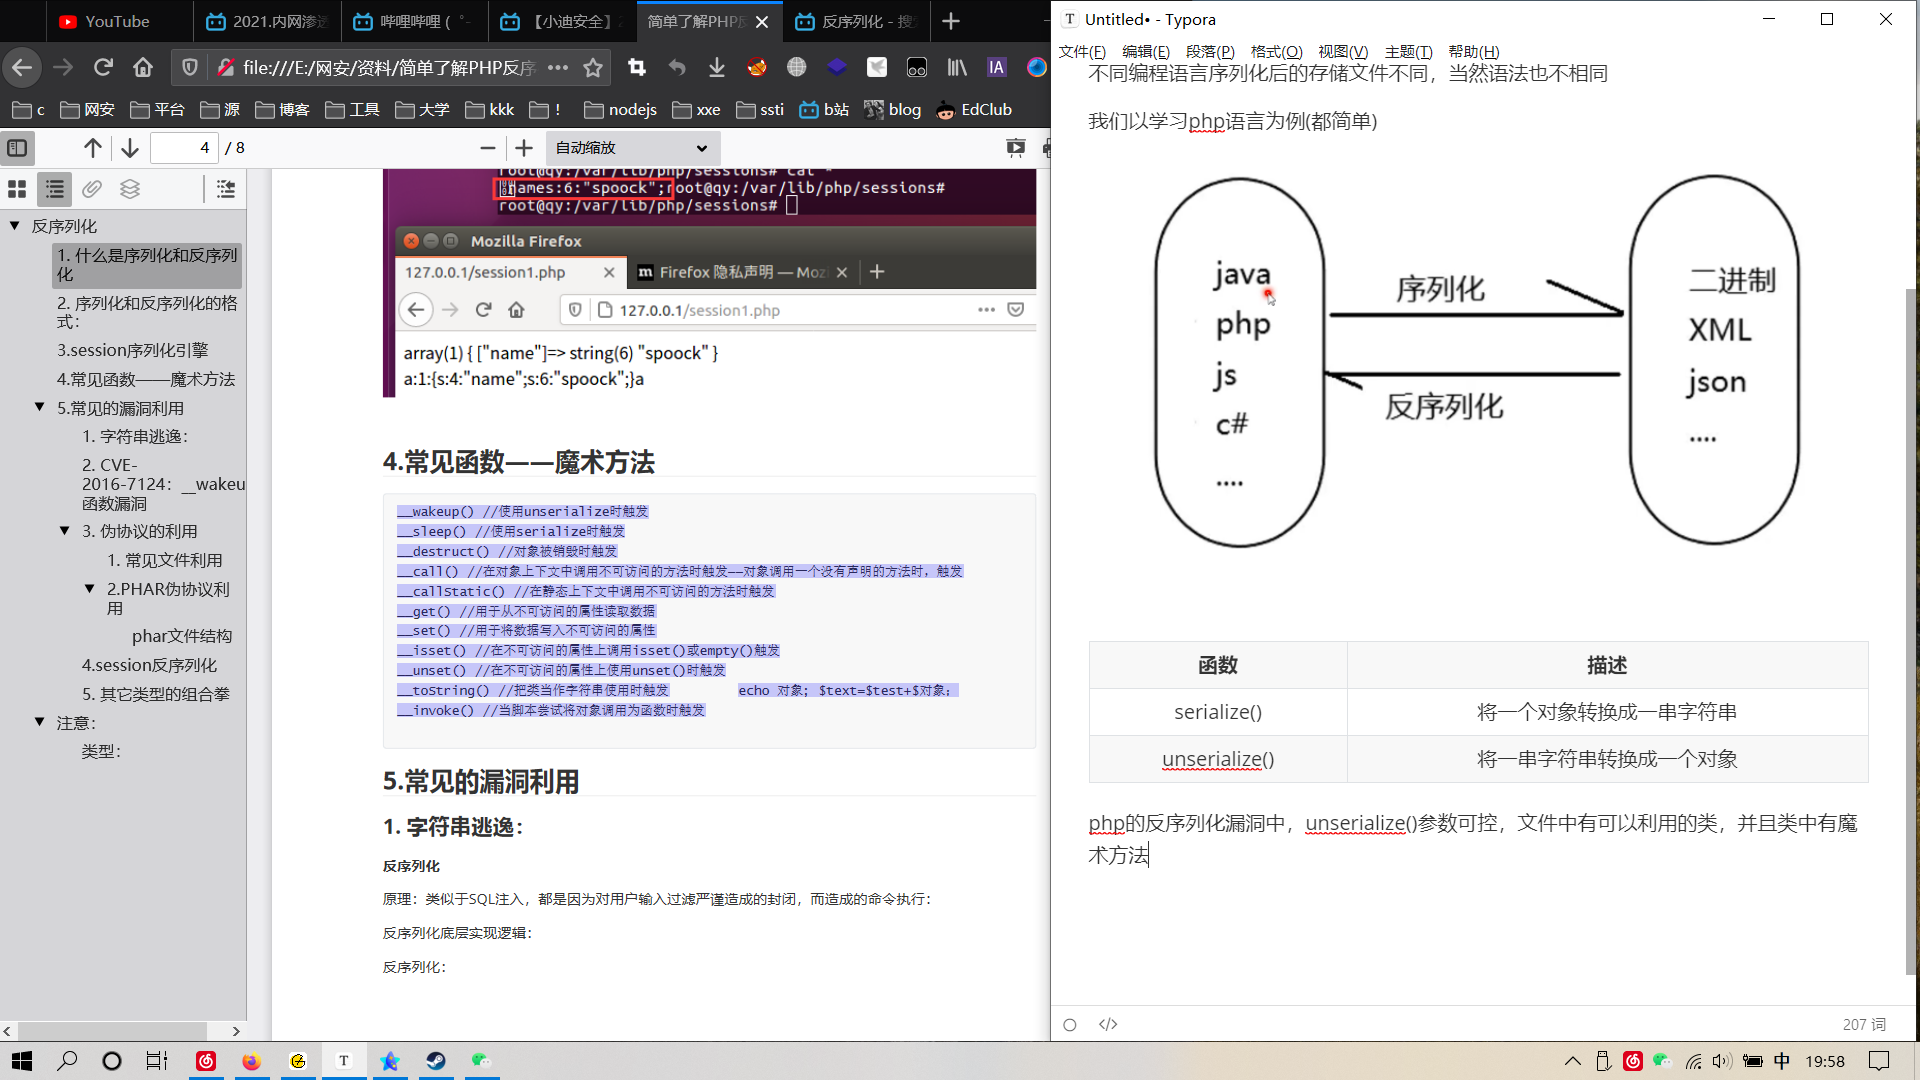 YouTube
2021.内网渗透
哔哩哔哩 (゜-
【小迪安全】
简单了解PHP反
反序列化 - 搜
file:///E:/网安/资料/简单了解PHP反序
c
网安
平台
源
博客
工具
大学
kkk
!
nodejs
xxe
ssti
b站
blog
EdClub
4 / 8
自动缩放
反序列化
1. 什么是序列化和反序列
化
2. 序列化和反序列化的格
式：
3.session序列化引擎
4.常见函数——魔术方法
5.常见的漏洞利用
1. 字符串逃逸：
2. CVE-
2016-7124：__wakeu
函数漏洞
3. 伪协议的利用
1. 常见文件利用
2.PHAR伪协议利
用
phar文件结构
4.session反序列化
5. 其它类型的组合拳
注意：
类型：
root@qy:/var/lib/php/sessions# cat *
names:6:"spoock";root@qy:/var/lib/php/sessions#
root@qy:/var/lib/php/sessions#
Mozilla Firefox
127.0.0.1/session1.php
Firefox 隐私声明 — Moz
127.0.0.1/session1.php
array(1) { ["name"]=> string(6) "spoock" }
a:1:{s:4:"name";s:6:"spoock";}a
4.常见函数——魔术方法
__wakeup() //使用unserialize时触发
__sleep() //使用serialize时触发
__destruct() //对象被销毁时触发
__call() //在对象上下文中调用不可访问的方法时触发——对象调用一个没有声明的方法时，触发
__callStatic() //在静态上下文中调用不可访问的方法时触发
__get() //用于从不可访问的属性读取数据
__set() //用于将数据写入不可访问的属性
__isset() //在不可访问的属性上调用isset()或empty()触发
__unset() //在不可访问的属性上使用unset()时触发
__toString() //把类当作字符串使用时触发 echo 对象; $text=$test+$对象;
__invoke() //当脚本尝试将对象调用为函数时触发
5.常见的漏洞利用
1. 字符串逃逸：
反序列化
原理：类似于SQL注入，都是因为对用户输入过滤严谨造成的封闭，而造成的命令执行：
反序列化底层实现逻辑：
反序列化：
Untitled• - Typora
文件(F) 编辑(E) 段落(P) 格式(O) 视图(V) 主题(T) 帮助(H)
不同编程语言序列化后的存储文件不同，当然语法也不相同
我们以学习php语言为例(都简单)
java
php
js
c#
....
序列化
反序列化
二进制
XML
json
....
函数 描述
serialize() 将一个对象转换成一串字符串
unserialize() 将一串字符串转换成一个对象
php的反序列化漏洞中，unserialize()参数可控，文件中有可以利用的类，并且类中有魔
术方法
207 词
中
19:58